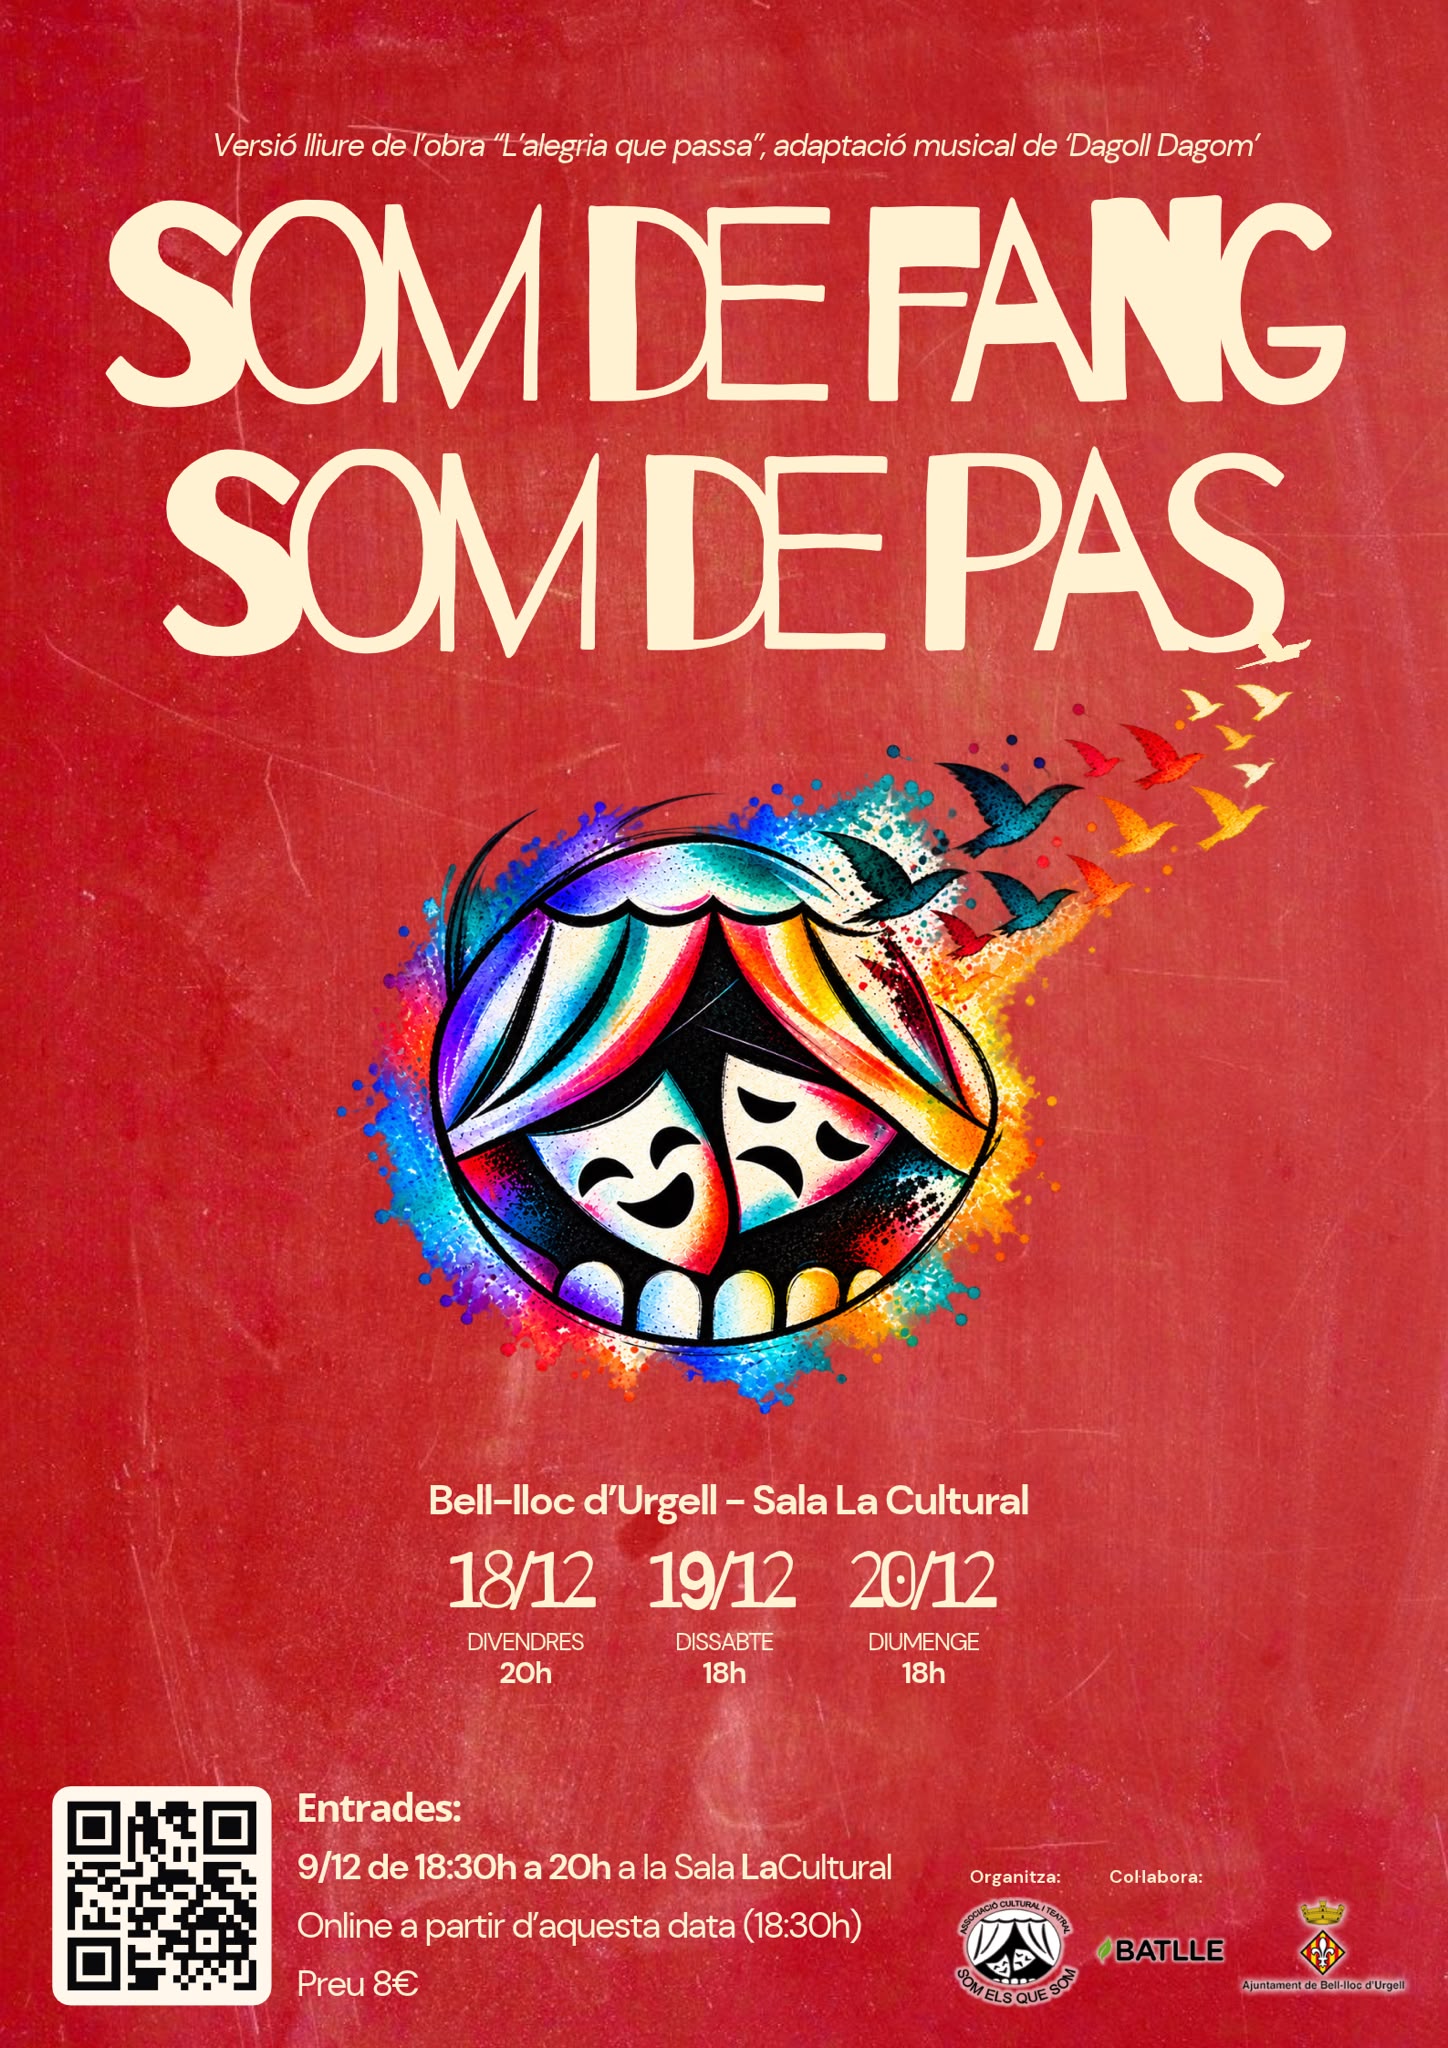 Versió lliure de l'obra “L'alegria que passa”, adaptació musical de ‘Dagoll Dagom’
SOM DE FANG
SOM DE PAS
Bell-lloc d'Urgell - Sala La Cultural
18/12 19/12 20/12
DIVENDRES DISSABTE DIUMENGE
20h 18h 18h
Entrades:
9/12 de 18:30h a 20h a la Sala LaCultural
Online a partir d'aquesta data (18:30h)
Preu 8€
Organitza: Col·labora:
ASSOCIACIÓ CULTURAL I TEATRAL
SOM ELS QUE SOM
BATLLE
Ajuntament de Bell-lloc d'Urgell